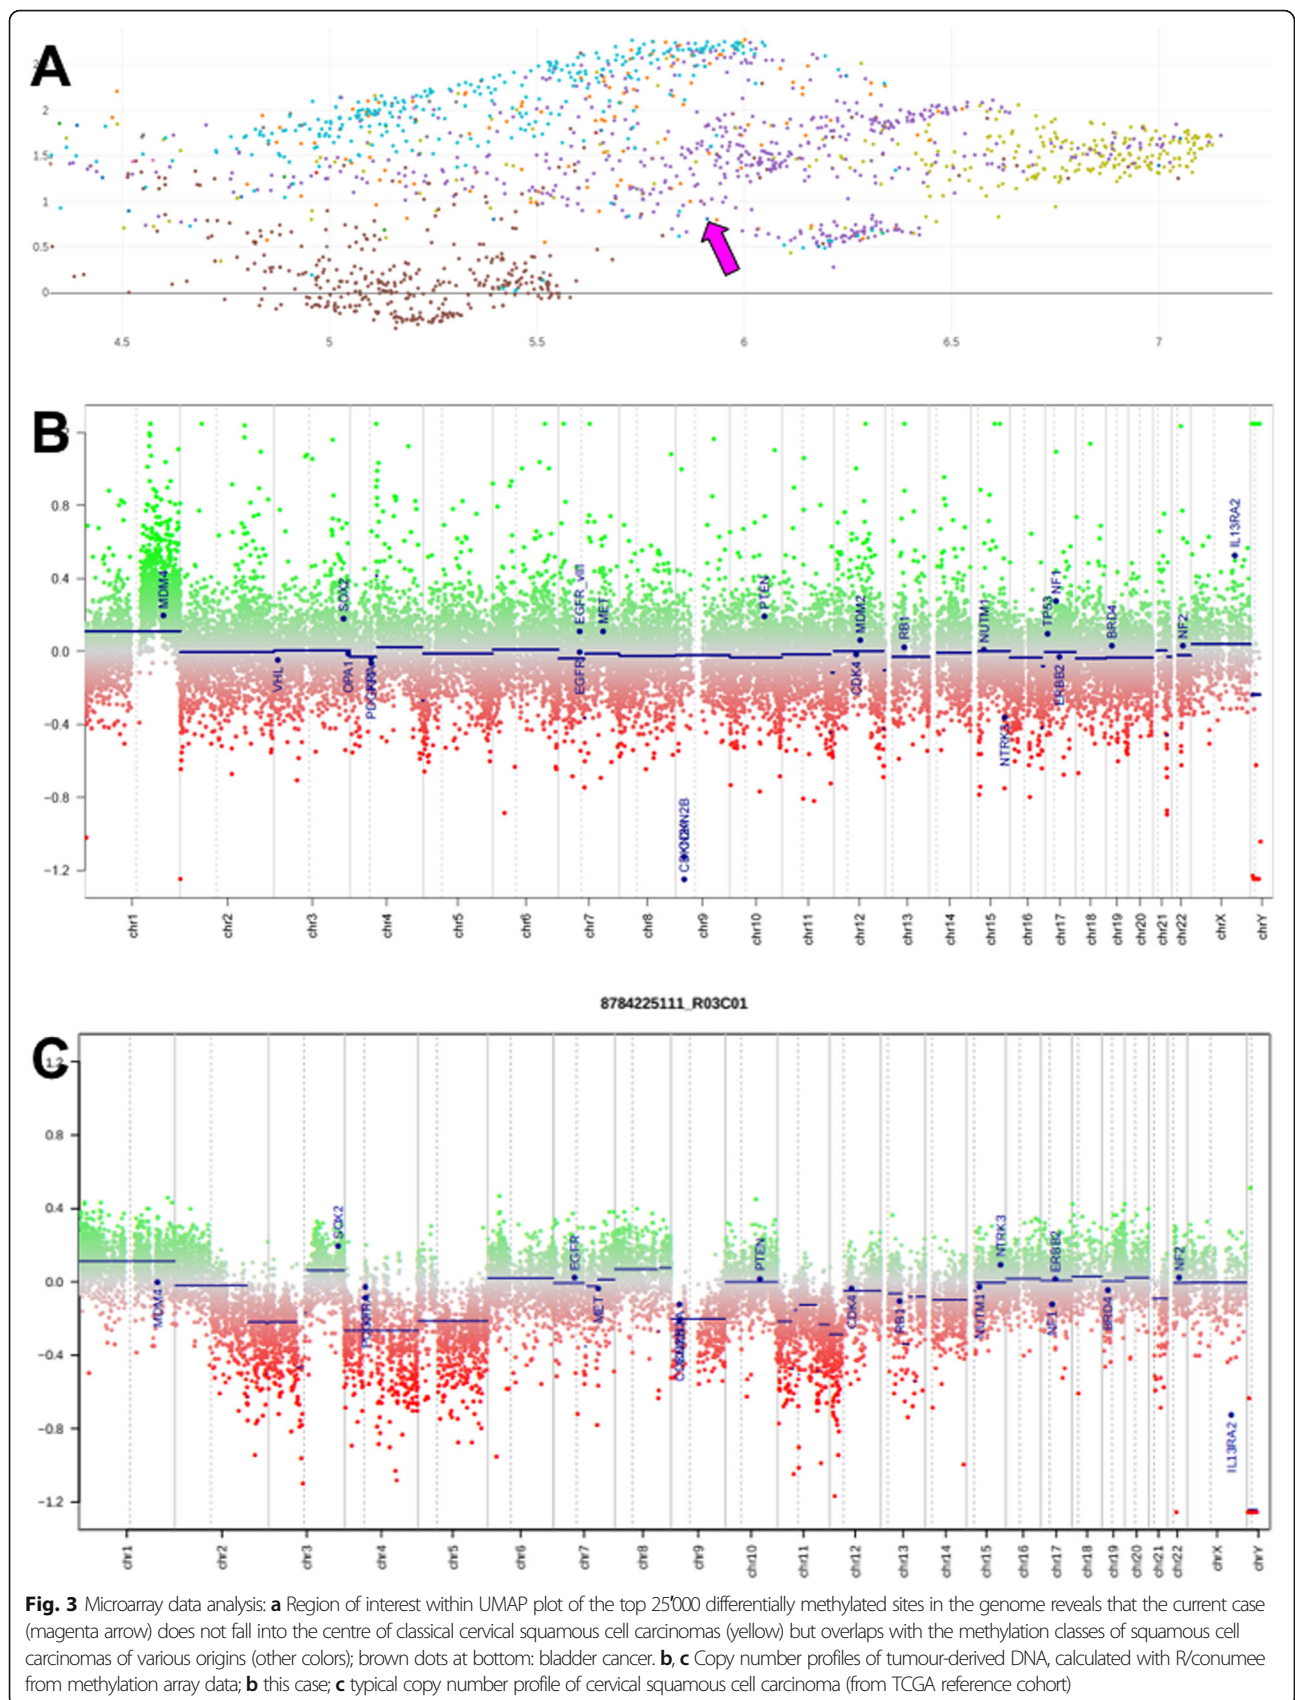 A
2
1.5
1
0.5
0
4.5 5 5.5 6 6.5 7
B
0.8
0.4
0.0
−0.4
−0.8
−1.2
MDM4
VHL
SOX2
OPA1
EGFR_vIII
EGFR
MET
CDKN2B
PTEN
MDM2
CDK4
RB1
NUTM1
NTRK3
TP53
NF1
ERBB2
BRD4
NF2
IL13RA2
chr1 chr2 chr3 chr4 chr5 chr6 chr7 chr8 chr9 chr10 chr11 chr12 chr13 chr14 chr15 chr16 chr17 chr18 chr19 chr20 chr21 chr22 chrX chrY
8784225111_R03C01
C
1.2
0.8
0.4
0.0
−0.4
−0.8
−1.2
MDM4
SOX2
EGFR
MET
PTEN
CDK4
RB1
NUTM1
NTRK3
NF1
ERBB2
BRD4
NF2
IL13RA2
chr1 chr2 chr3 chr4 chr5 chr6 chr7 chr8 chr9 chr10 chr11 chr12 chr13 chr14 chr15 chr16 chr17 chr18 chr19 chr20 chr21 chr22 chrX chrY
Fig. 3 Microarray data analysis: a Region of interest within UMAP plot of the top 25′000 differentially methylated sites in the genome reveals that the current case
(magenta arrow) does not fall into the centre of classical cervical squamous cell carcinomas (yellow) but overlaps with the methylation classes of squamous cell
carcinomas of various origins (other colors); brown dots at bottom: bladder cancer. b, c Copy number profiles of tumour-derived DNA, calculated with R/conumee
from methylation array data; b this case; c typical copy number profile of cervical squamous cell carcinoma (from TCGA reference cohort)